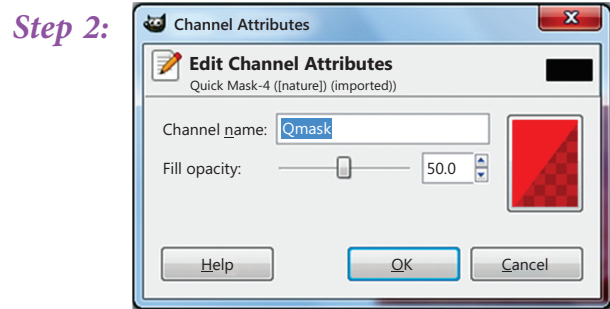 Step 2:
Channel Attributes
Edit Channel Attributes
Quick Mask-4 ([nature]) (imported))
Channel name: Qmask
Fill opacity: 50.0
Help OK Cancel